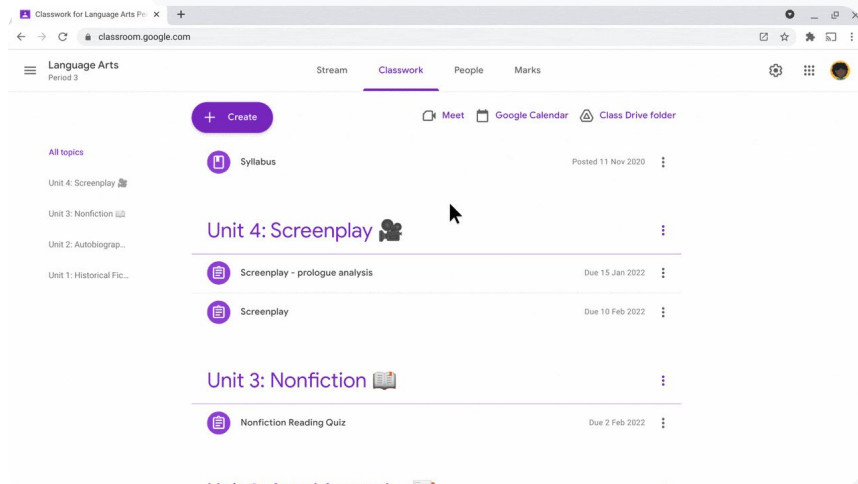 Classwork for Language Arts Per
classroom.google.com
Language Arts
Period 3
Stream Classwork People Marks
Create
Meet Google Calendar Class Drive folder
All topics
Unit 4: Screenplay 🎥
Unit 3: Nonfiction 📖
Unit 2: Autobiograp...
Unit 1: Historical Fic...
Syllabus Posted 11 Nov 2020
Unit 4: Screenplay 🎥
Screenplay - prologue analysis Due 15 Jan 2022
Screenplay Due 10 Feb 2022
Unit 3: Nonfiction 📖
Nonfiction Reading Quiz Due 2 Feb 2022